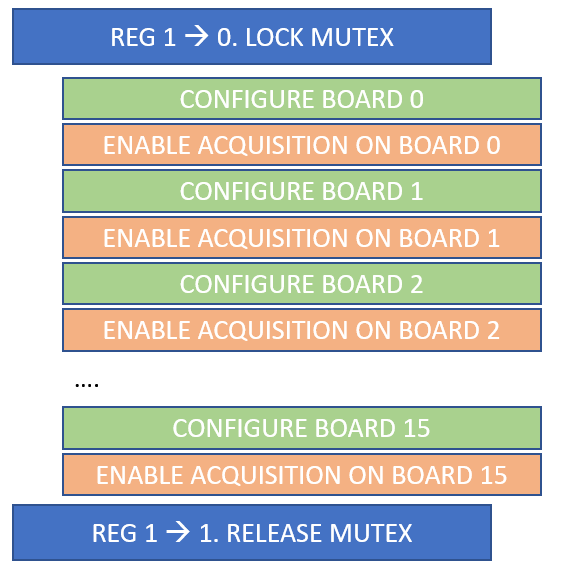 REG 1 → 0. LOCK MUTEX
CONFIGURE BOARD 0
ENABLE ACQUISITION ON BOARD 0
CONFIGURE BOARD 1
ENABLE ACQUISITION ON BOARD 1
CONFIGURE BOARD 2
ENABLE ACQUISITION ON BOARD 2
....
CONFIGURE BOARD 15
ENABLE ACQUISITION ON BOARD 15
REG 1 → 1. RELEASE MUTEX